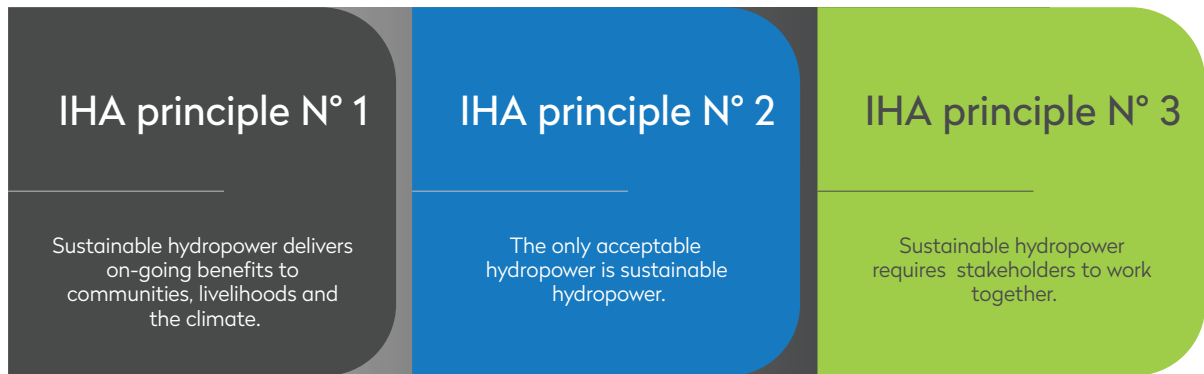 IHA principle N° 1
Sustainable hydropower delivers
on-going benefits to
communities, livelihoods and
the climate.
IHA principle N° 2
The only acceptable
hydropower is sustainable
hydropower.
IHA principle N° 3
Sustainable hydropower
requires  stakeholders to work
together.